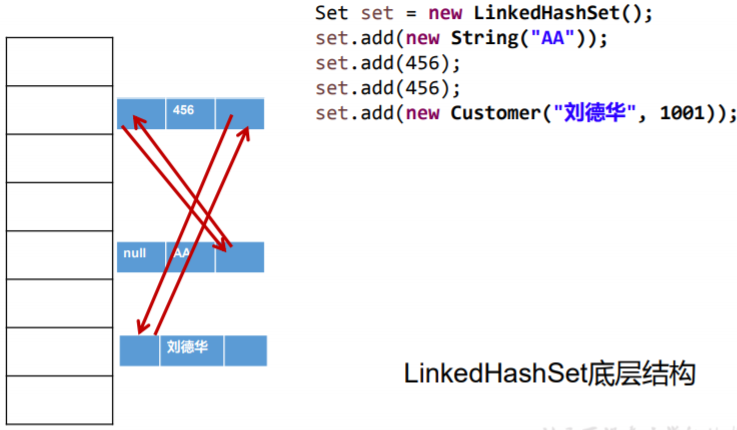 Set set = new LinkedHashSet();
set.add(new String("AA"));
set.add(456);
set.add(456);
set.add(new Customer("刘德华", 1001));
456
null AA
刘德华
LinkedHashSet底层结构